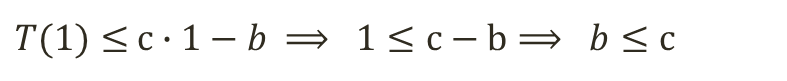 T(1) ≤ c · 1 − b ⟹ 1 ≤ c − b ⟹ b ≤ c